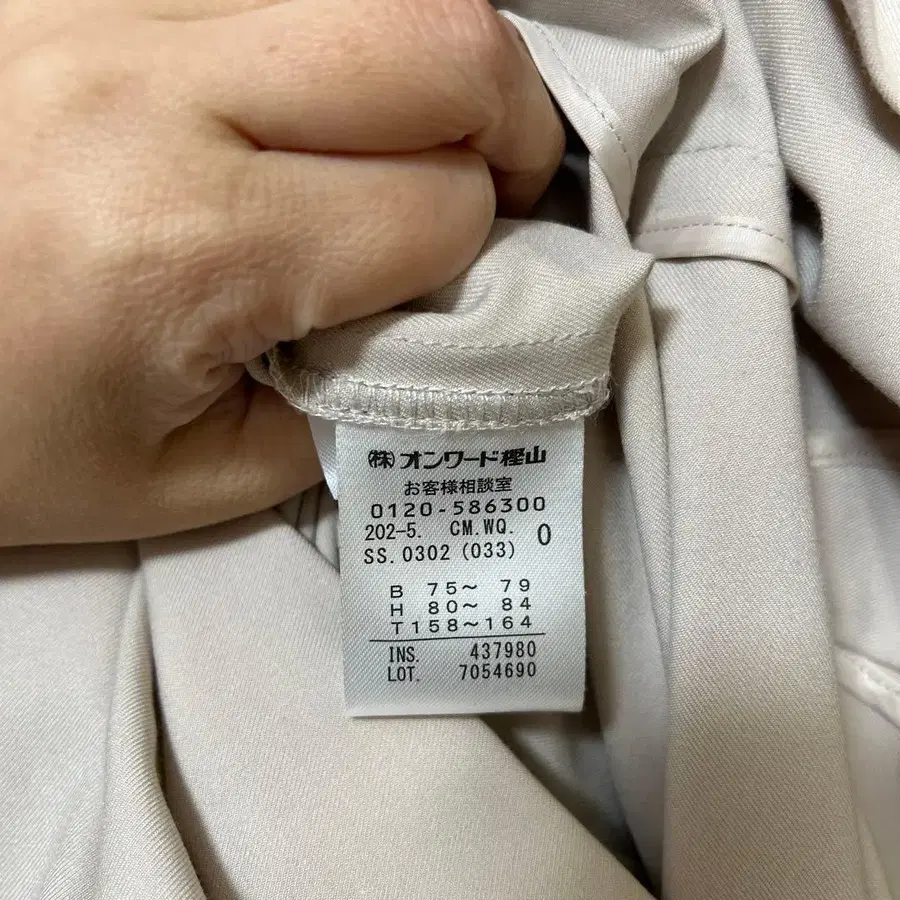 ㈱オンワード樫山
お客様相談室
0120-586300
202-5. CM.WQ. 0
SS.0302(033)
B 75～ 79
H 80～ 84
T158～164
INS. 437980
LOT. 7054690